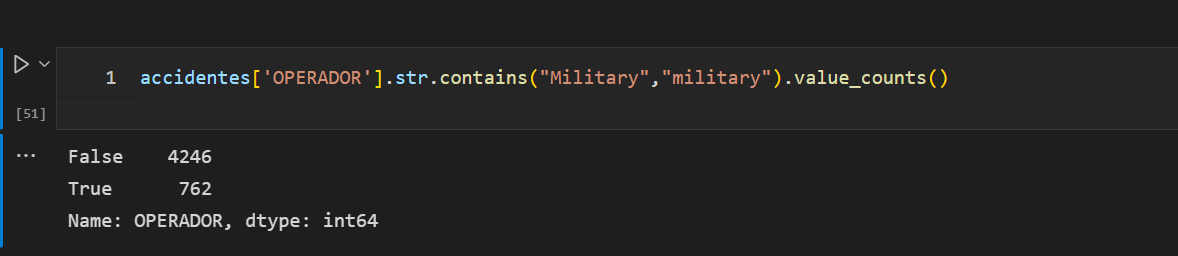 1 accidentes['OPERADOR'].str.contains("Military","military").value_counts()
[51]
... False    4246
True      762
Name: OPERADOR, dtype: int64